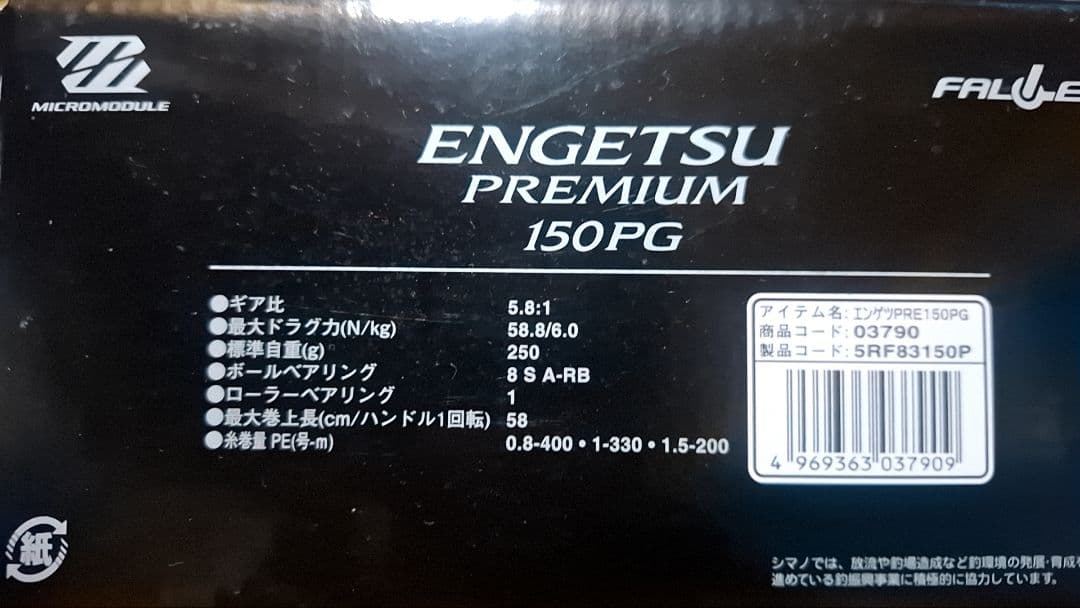 MICROMODULE
FALCLE
ENGETSU
PREMIUM
150PG
●ギア比 5.8:1
●最大ドラグ力(N/kg) 58.8/6.0
●標準自重(g) 250
●ボールベアリング 8 S A-RB
●ローラーベアリング 1
●最大巻上長(cm/ハンドル1回転) 58
●糸巻量 PE(号-m) 0.8-400・1-330・1.5-200
アイテム名: エンゲツPRE150PG
商品コード: 03790
製品コード: 5RF83150P
4 969363 037909
紙
シマノでは、放流や釣場造成など釣環境の発展・育成を
進めている釣振興事業に積極的に協力しています。